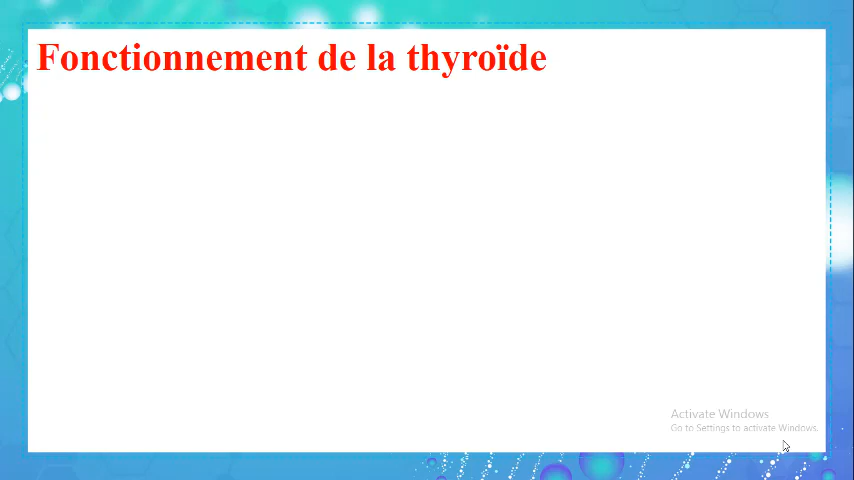 Fonctionnement de la thyroïde
Activate Windows
Go to Settings to activate Windows.